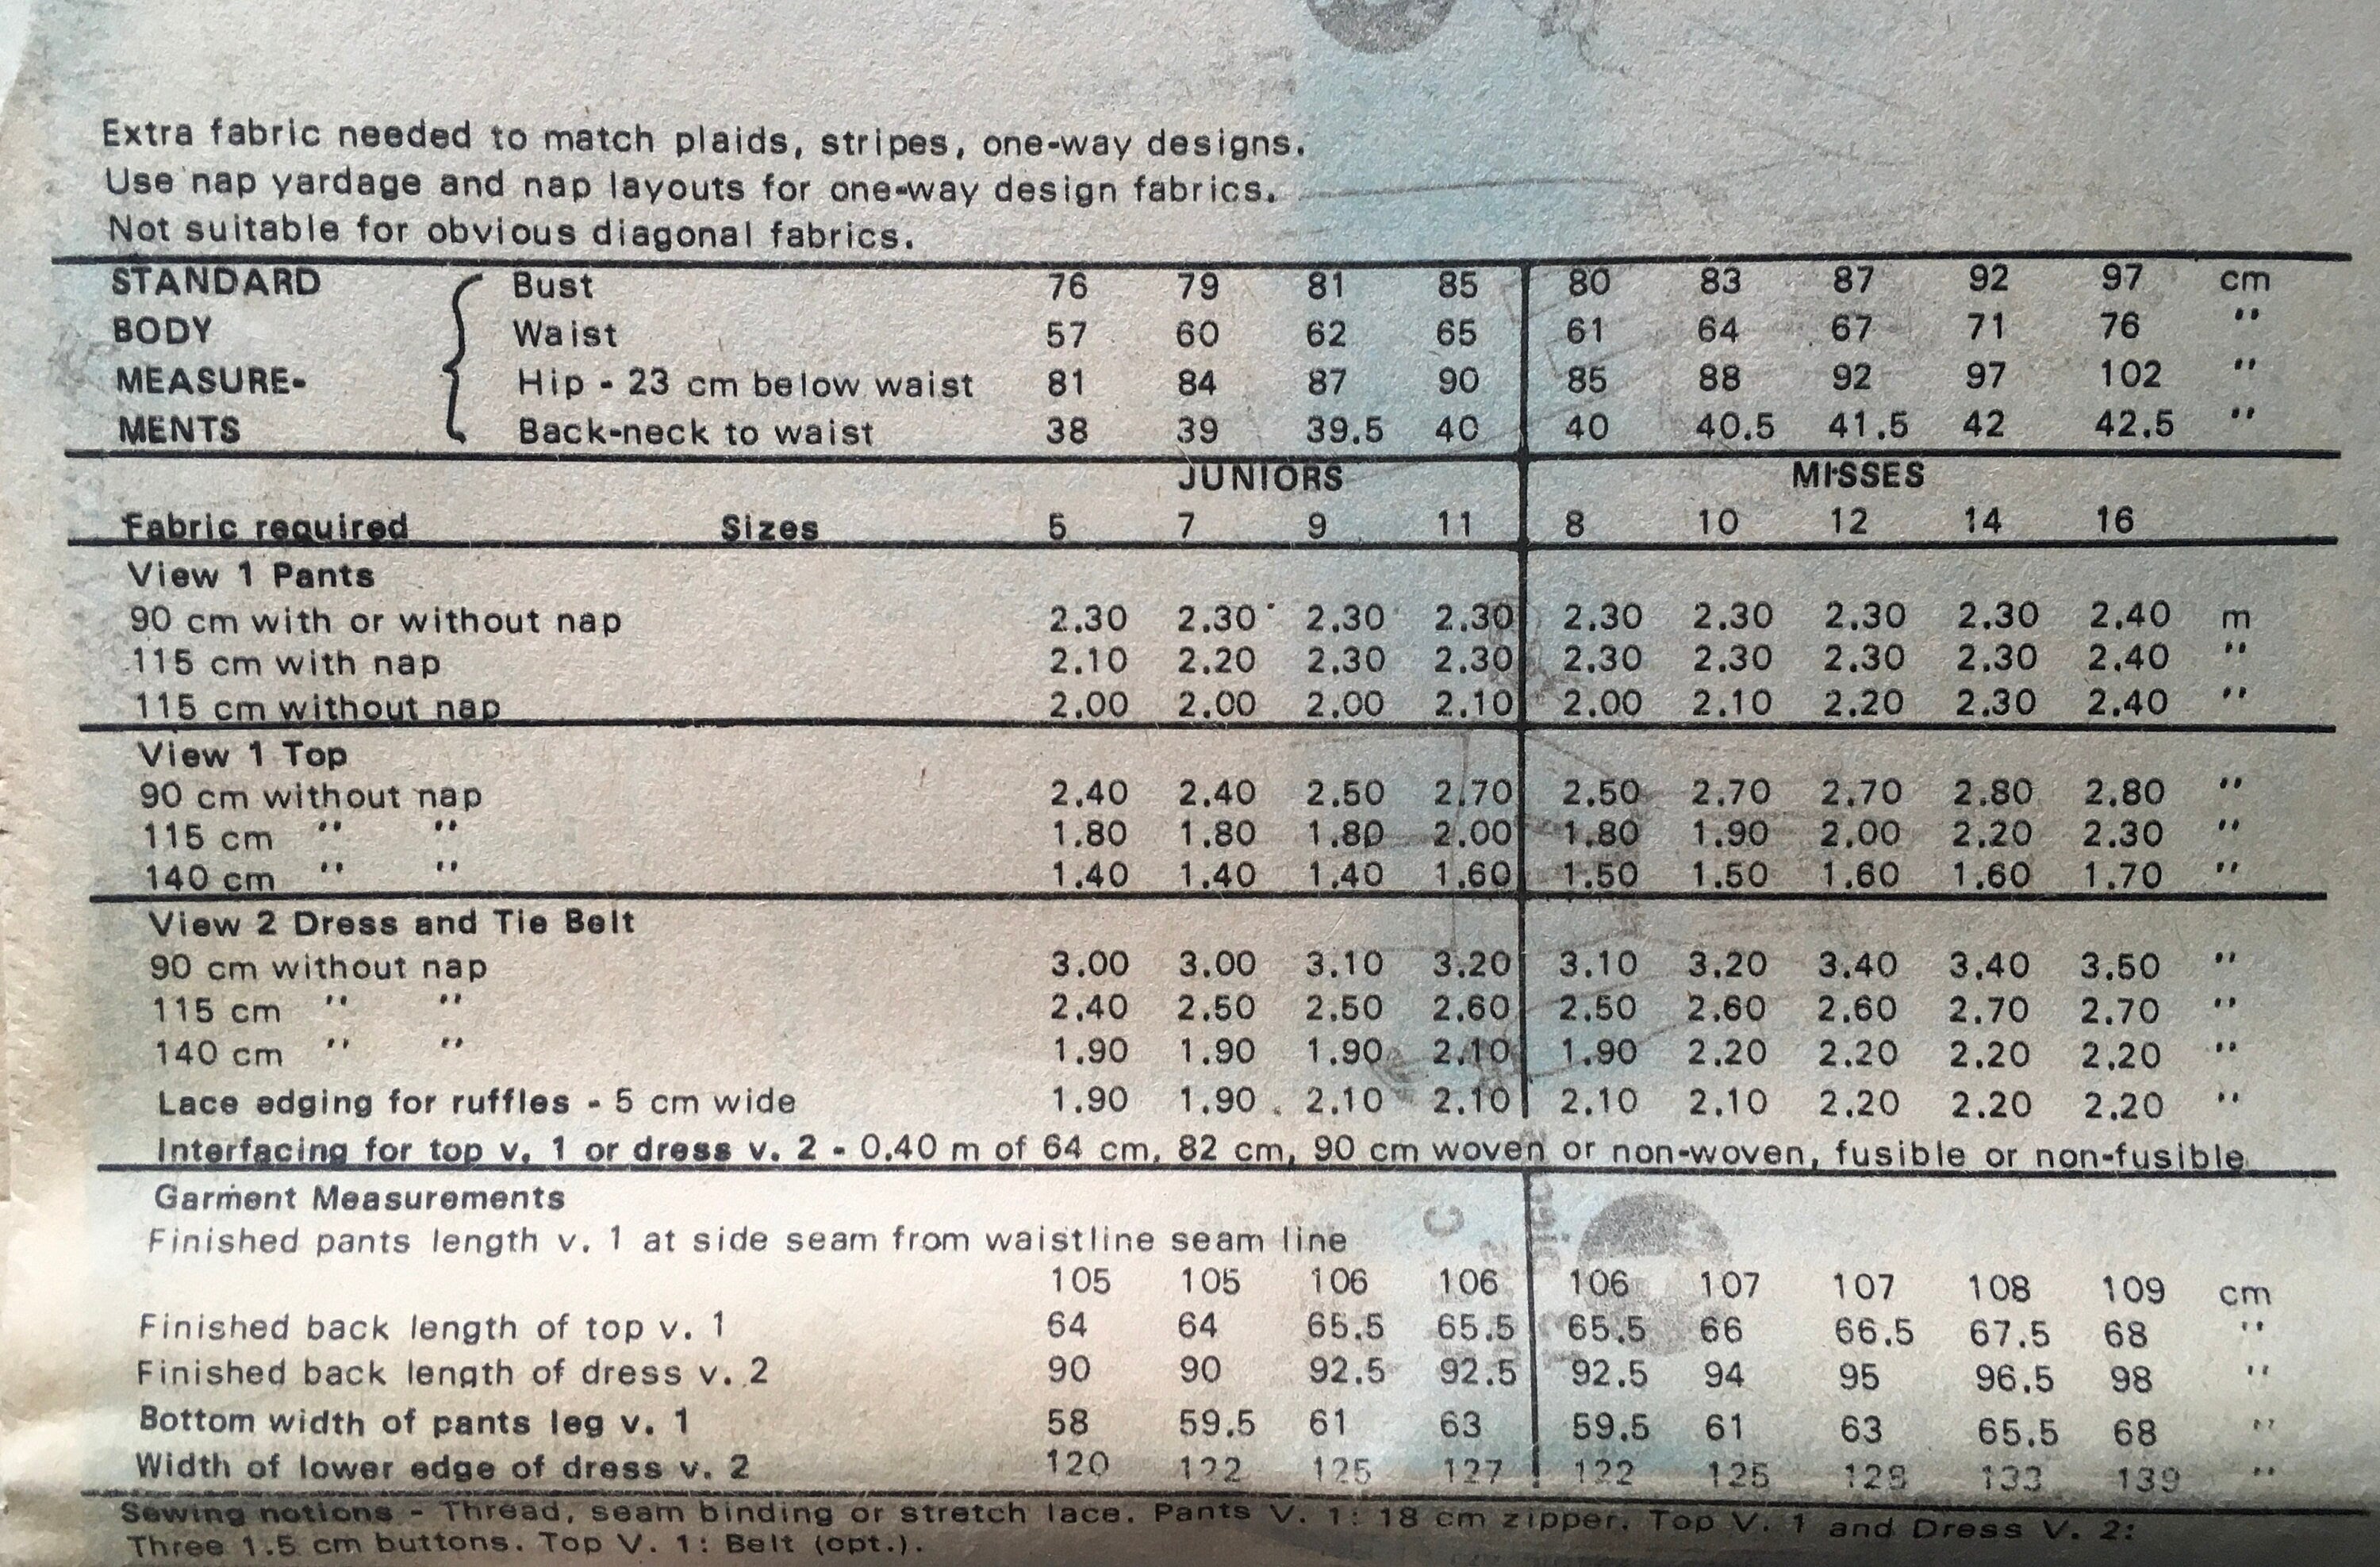 Extra fabric needed to match plaids, stripes, one-way designs.
Use nap yardage and nap layouts for one-way design fabrics.
Not suitable for obvious diagonal fabrics.
STANDARD Bust 76 79 81 85 80 83 87 92 97 cm
BODY Waist 57 60 62 65 61 64 67 71 76 "
MEASURE- Hip - 23 cm below waist 81 84 87 90 85 88 92 97 102 "
MENTS Back-neck to waist 38 39 39.5 40 40 40.5 41.5 42 42.5 "
JUNIORS MISSES
Fabric required Sizes 5 7 9 11 8 10 12 14 16
View 1 Pants
90 cm with or without nap 2.30 2.30 2.30 2.30 2.30 2.30 2.30 2.30 2.40 m
115 cm with nap 2.10 2.20 2.30 2.30 2.30 2.30 2.30 2.30 2.40 "
115 cm without nap 2.00 2.00 2.00 2.10 2.00 2.10 2.20 2.30 2.40 "
View 1 Top
90 cm without nap 2.40 2.40 2.50 2.70 2.50 2.70 2.70 2.80 2.80 "
115 cm " " 1.80 1.80 1.80 2.00 1.80 1.90 2.00 2.20 2.30 "
140 cm " " 1.40 1.40 1.40 1.60 1.50 1.50 1.60 1.60 1.70 "
View 2 Dress and Tie Belt
90 cm without nap 3.00 3.00 3.10 3.20 3.10 3.20 3.40 3.40 3.50 "
115 cm " " 2.40 2.50 2.50 2.60 2.50 2.60 2.60 2.70 2.70 "
140 cm " " 1.90 1.90 1.90 2.10 1.90 2.20 2.20 2.20 2.20 "
Lace edging for ruffles - 5 cm wide 1.90 1.90 2.10 2.10 2.10 2.10 2.20 2.20 2.20 "
Interfacing for top v. 1 or dress v. 2 - 0.40 m of 64 cm, 82 cm, 90 cm woven or non-woven, fusible or non-fusible
Garment Measurements
Finished pants length v. 1 at side seam from waistline seam line
105 105 106 106 106 107 107 108 109 cm
Finished back length of top v. 1 64 64 65.5 65.5 65.5 66 66.5 67.5 68 "
Finished back length of dress v. 2 90 90 92.5 92.5 92.5 94 95 96.5 98 "
Bottom width of pants leg v. 1 58 59.5 61 63 59.5 61 63 65.5 68 "
Width of lower edge of dress v. 2 120 122 125 127 122 125 128 133 139 "
Sewing notions - Thread, seam binding or stretch lace. Pants V. 1: 18 cm zipper. Top V. 1 and Dress V. 2:
Three 1.5 cm buttons. Top V. 1: Belt (opt.).